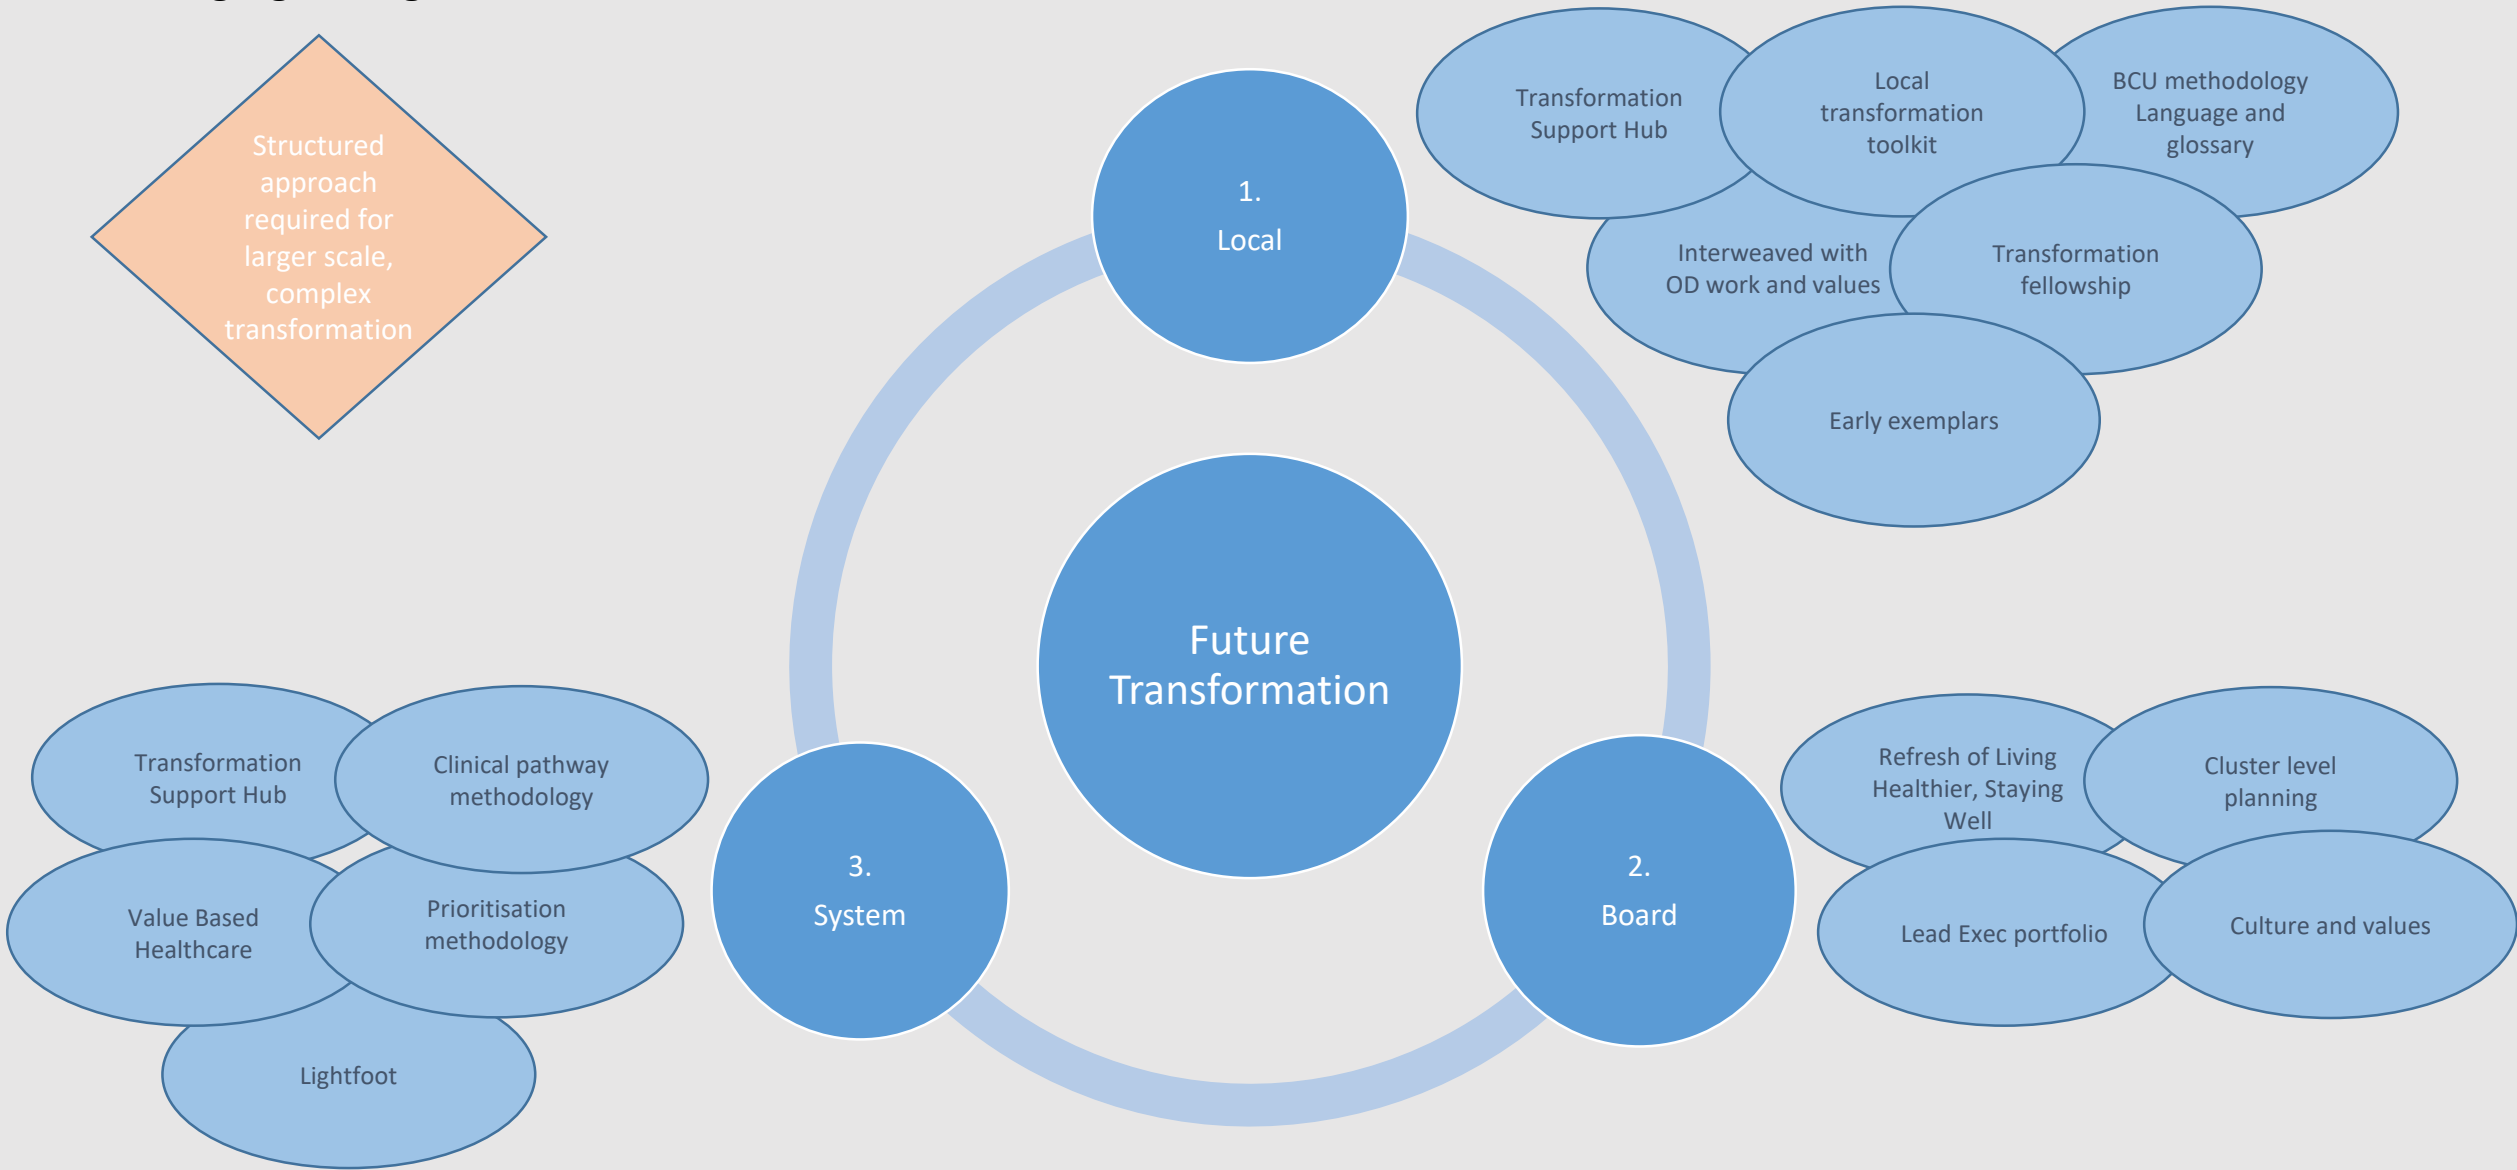 Structured
approach
required for
larger scale,
complex
transformation
1.
Local
Transformation
Support Hub
Local
transformation
toolkit
BCU methodology
Language and
glossary
Interweaved with
OD work and values
Transformation
fellowship
Early exemplars
Future
Transformation
2.
Board
Refresh of Living
Healthier, Staying
Well
Cluster level
planning
Lead Exec portfolio
Culture and values
3.
System
Transformation
Support Hub
Clinical pathway
methodology
Value Based
Healthcare
Prioritisation
methodology
Lightfoot